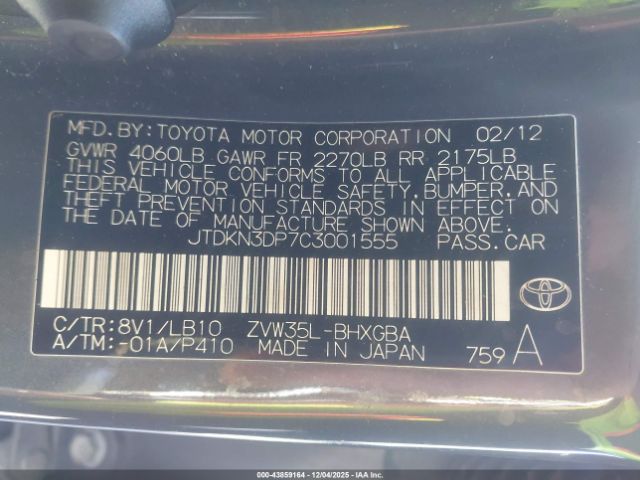 MFD.BY:TOYOTA MOTOR CORPORATION 02/12
GVWR 4060LB GAWR FR 2270LB RR 2175LB
THIS VEHICLE CONFORMS TO ALL APPLICABLE
FEDERAL MOTOR VEHICLE SAFETY,BUMPER,AND
THEFT PREVENTION STANDARDS IN EFFECT ON
THE DATE OF MANUFACTURE SHOWN ABOVE.
JTDKN3DP7C3001555 PASS.CAR
C/TR:8V1/LB10 ZVW35L-BHXGBA
A/TM:-01A/P410 MADE IN JAPAN 759 A
TOYOTA
© 000-43859164 - 12/04/2025 - IAAI.COM